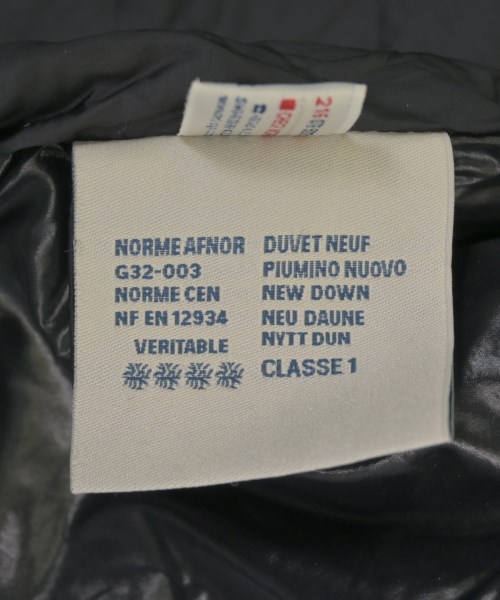 NORME AFNOR
G32-003
NORME CEN
NF EN 12934
VERITABLE
DUVET NEUF
PIUMINO NUOVO
NEW DOWN
NEU DAUNE
NYTT DUN
CLASSE 1